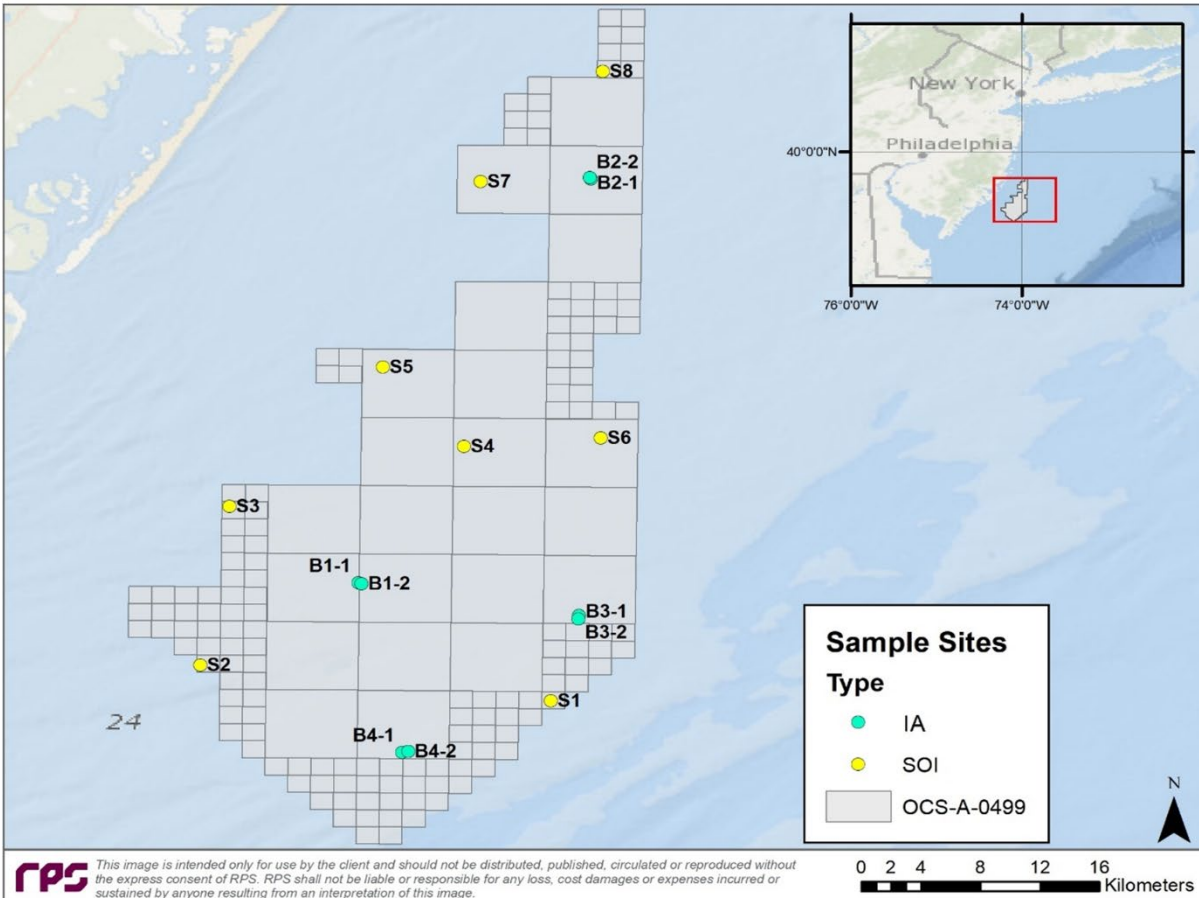 S8
New York
Philadelphia
40°0'0"N
76°0'0"W
74°0'0"W
B2-2
B2-1
S7
S5
S4
S6
S3
B1-1
B1-2
B3-1
B3-2
S2
S1
24
B4-1
B4-2
Sample Sites
Type
IA
SOI
OCS-A-0499
N
rps
This image is intended only for use by the client and should not be distributed, published, circulated or reproduced without
the express consent of RPS. RPS shall not be liable or responsible for any loss, cost damages or expenses incurred or
sustained by anyone resulting from an interpretation of this image.
0 2 4 8 12 16
Kilometers